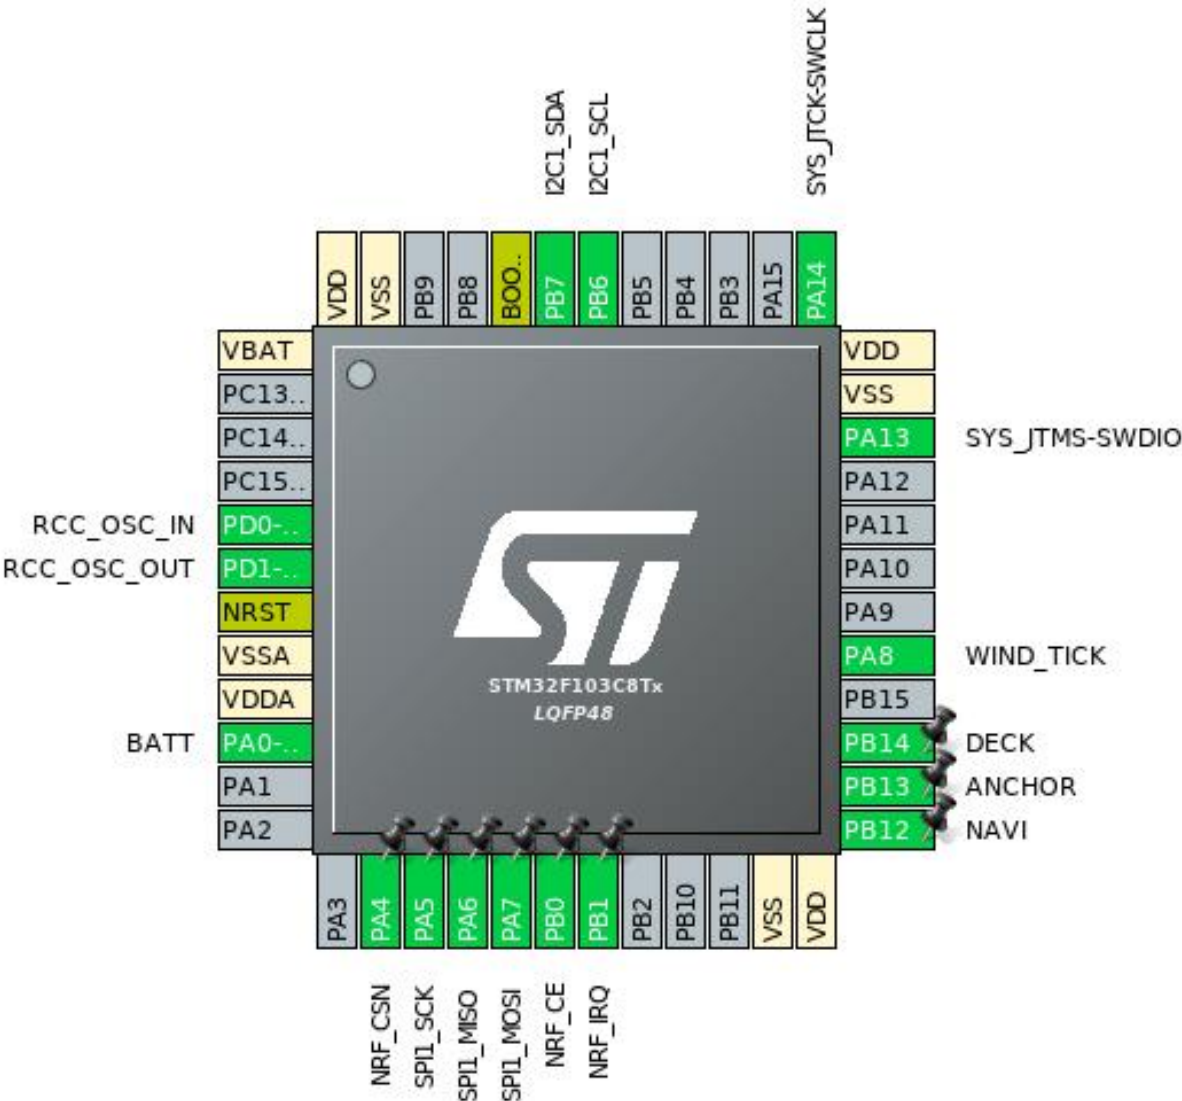 SYS_JTCK-SWCLK
I2C1_SDA
I2C1_SCL
VDD
VSS
PB9
PB8
BOO..
PB7
PB6
PB5
PB4
PB3
PA15
PA14
VBAT
PC13..
PC14..
PC15..
RCC_OSC_IN PD0-..
RCC_OSC_OUT PD1-..
NRST
VSSA
VDDA
BATT PA0-..
PA1
PA2
ST
STM32F103C8Tx
LQFP48
VDD
VSS
PA13 SYS_JTMS-SWDIO
PA12
PA11
PA10
PA9
PA8 WIND_TICK
PB15
PB14 DECK
PB13 ANCHOR
PB12 NAVI
PA3
PA4
PA5
PA6
PA7
PB0
PB1
PB2
PB10
PB11
VSS
VDD
NRF_CSN
SPI1_SCK
SPI1_MISO
SPI1_MOSI
NRF_CE
NRF_IRQ